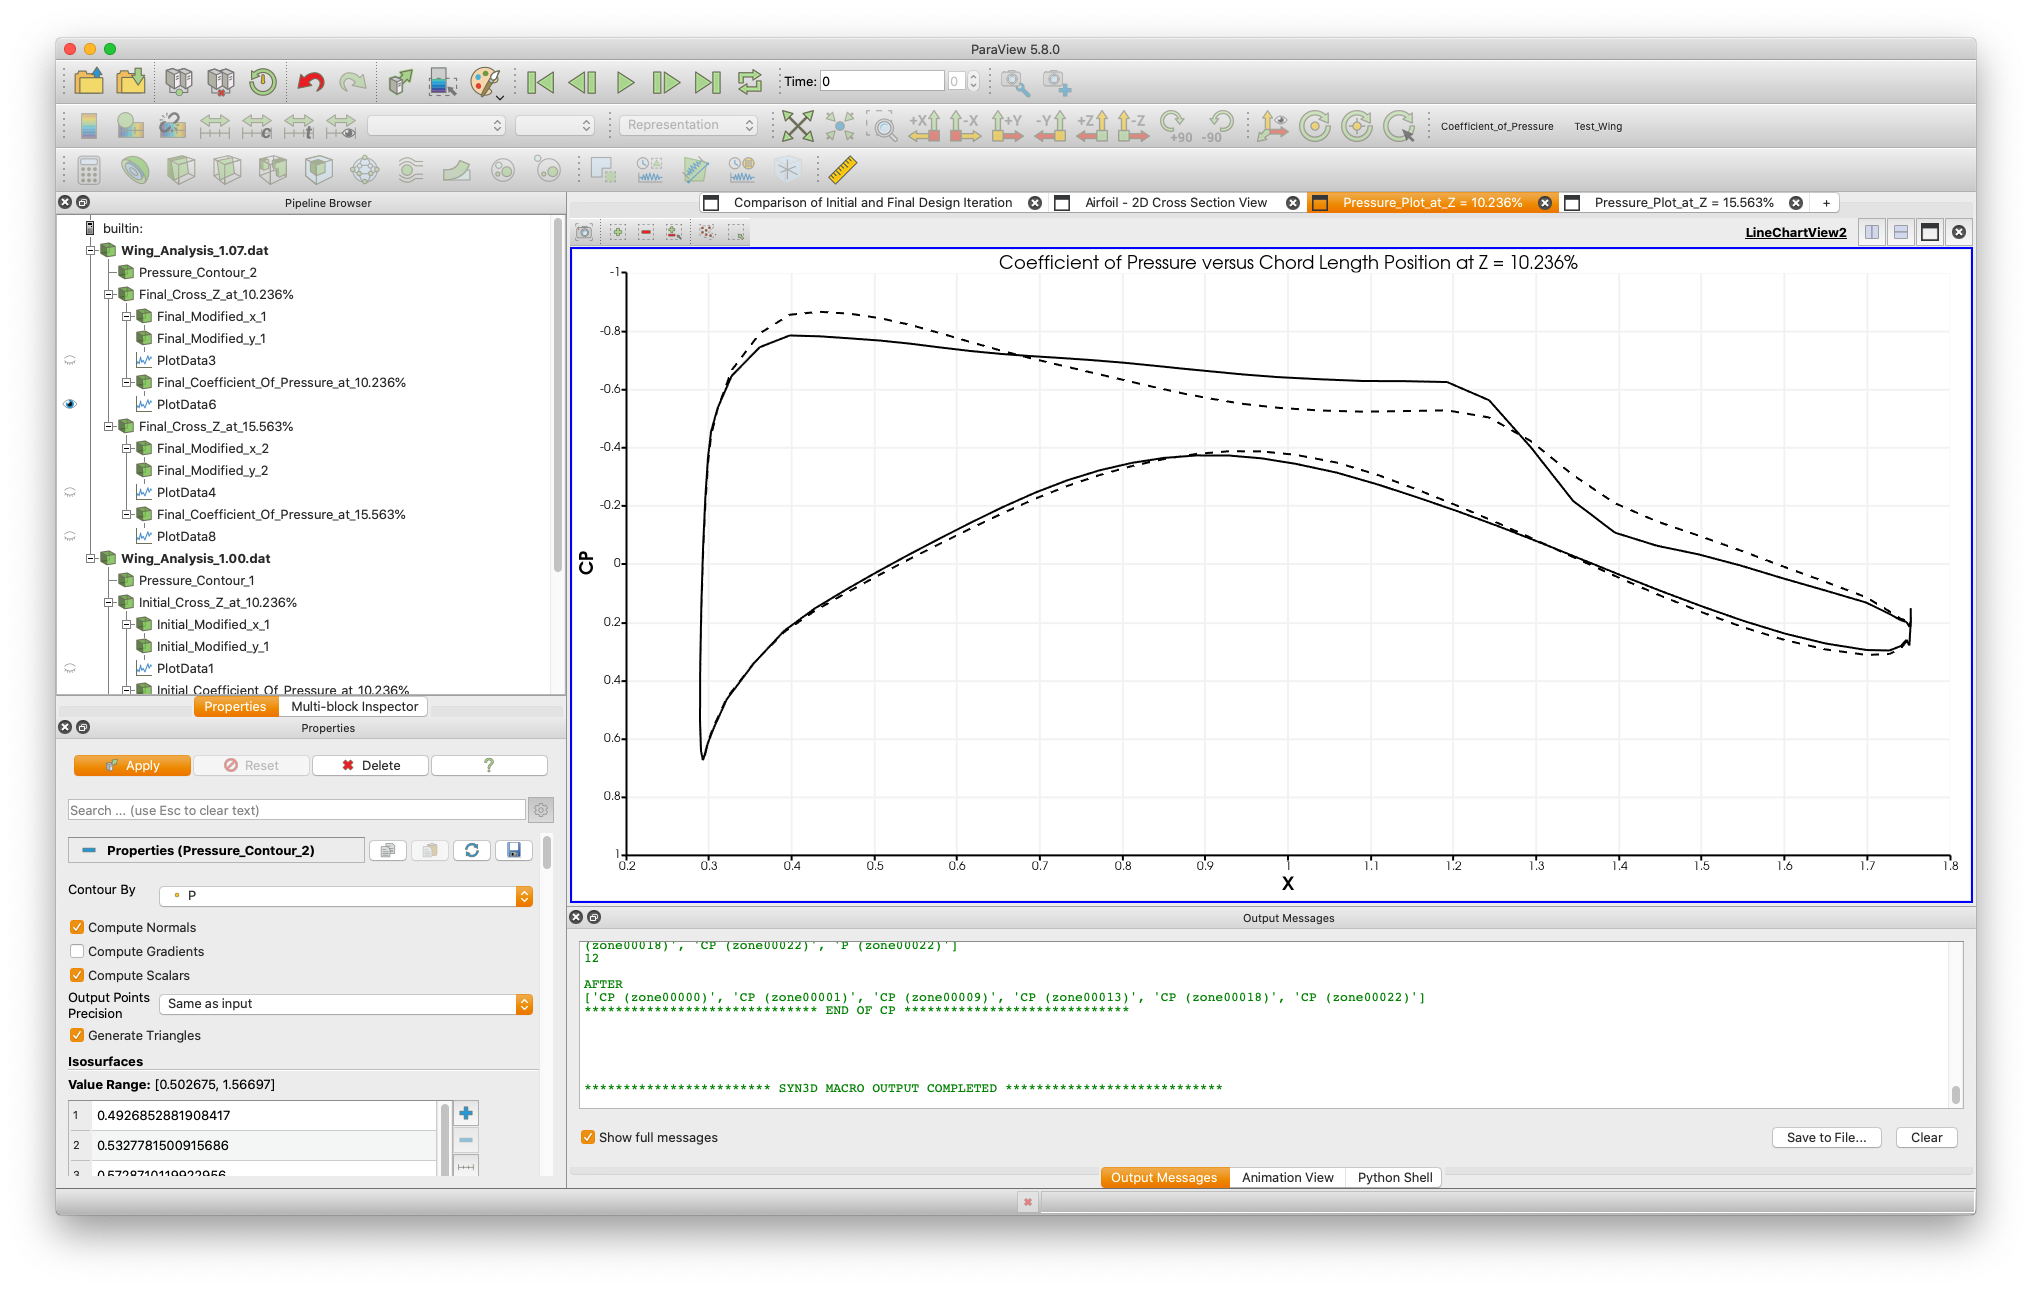 ParaView 5.8.0
Time: 0 0
Representation
+X -X +Y -Y +Z -Z +90 -90
Coefficient_of_Pressure Test_Wing
Pipeline Browser
builtin:
Wing_Analysis_1.07.dat
Pressure_Contour_2
Final_Cross_Z_at_10.236%
Final_Modified_x_1
Final_Modified_y_1
PlotData3
Final_Coefficient_Of_Pressure_at_10.236%
PlotData6
Final_Cross_Z_at_15.563%
Final_Modified_x_2
Final_Modified_y_2
PlotData4
Final_Coefficient_Of_Pressure_at_15.563%
PlotData8
Wing_Analysis_1.00.dat
Pressure_Contour_1
Initial_Cross_Z_at_10.236%
Initial_Modified_x_1
Initial_Modified_y_1
PlotData1
Initial_Coefficient_Of_Pressure_at_10.236%
Properties Multi-block Inspector
Properties
Apply Reset Delete ?
Search ... (use Esc to clear text)
Properties (Pressure_Contour_2)
Contour By P
Compute Normals
Compute Gradients
Compute Scalars
Output Points
Precision
Same as input
Generate Triangles
Isosurfaces
Value Range: [0.502675, 1.56697]
1 0.4926852881908417
2 0.5327781500915686
3 0.5728710119922956
Comparison of Initial and Final Design Iteration Airfoil - 2D Cross Section View Pressure_Plot_at_Z = 10.236% Pressure_Plot_at_Z = 15.563% +
LineChartView2
Coefficient of Pressure versus Chord Length Position at Z = 10.236%
-1
-0.8
-0.6
-0.4
-0.2
0
0.2
0.4
0.6
0.8
1
CP
0.2 0.3 0.4 0.5 0.6 0.7 0.8 0.9 1 1.1 1.2 1.3 1.4 1.5 1.6 1.7 1.8
X
Output Messages
(zone00018)', 'CP (zone00022)', 'P (zone00022)']
12
AFTER
['CP (zone00000)', 'CP (zone00001)', 'CP (zone00009)', 'CP (zone00013)', 'CP (zone00018)', 'CP (zone00022)']
****************************** END OF CP *****************************
************************ SYN3D MACRO OUTPUT COMPLETED ****************************
Show full messages
Save to File... Clear
Output Messages Animation View Python Shell